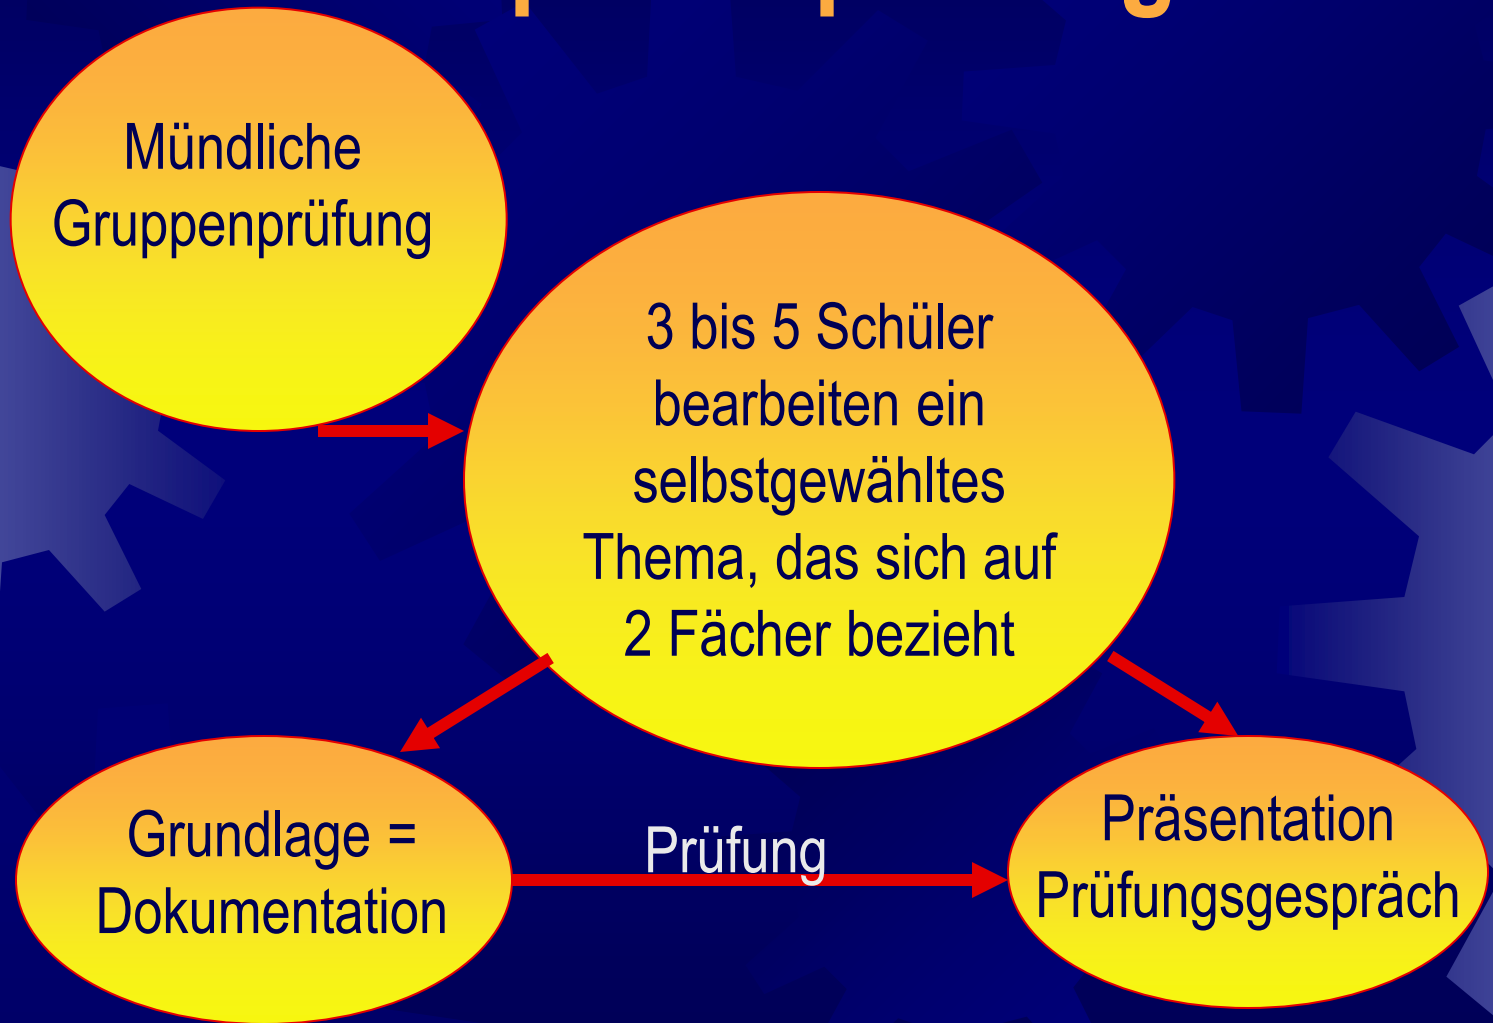 Mündliche
Gruppenprüfung
3 bis 5 Schüler
bearbeiten ein
selbstgewähltes
Thema, das sich auf
2 Fächer bezieht
Grundlage =
Dokumentation
Prüfung
Präsentation
Prüfungsgespräch